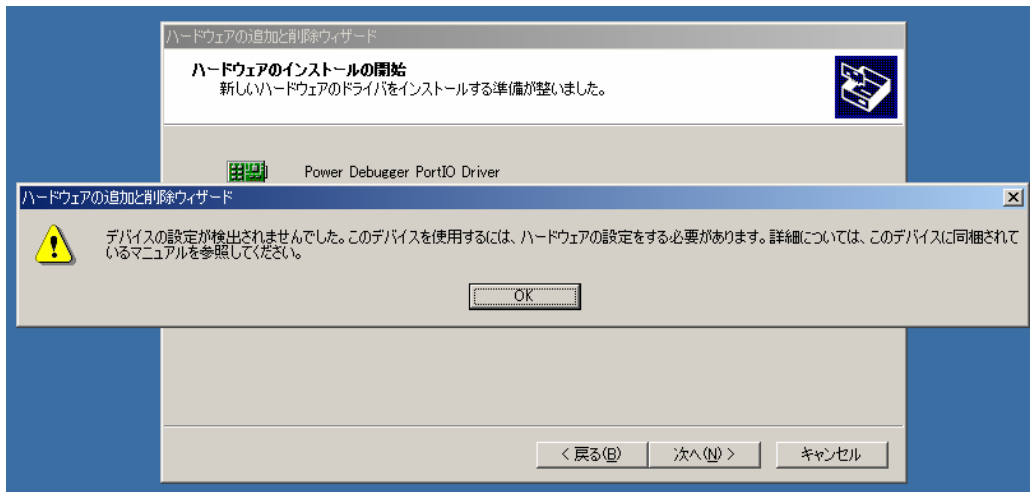 ハードウェアの追加と削除ウィザード
ハードウェアのインストールの開始
新しいハードウェアのドライバをインストールする準備が整いました。
Power Debugger PortIO Driver
ハードウェアの追加と削除ウィザード
デバイスの設定が検出されませんでした。このデバイスを使用するには、ハードウェアの設定をする必要があります。詳細については、このデバイスに同梱されて
いるマニュアルを参照してください。
OK
< 戻る(B)
次へ(N) >
キャンセル